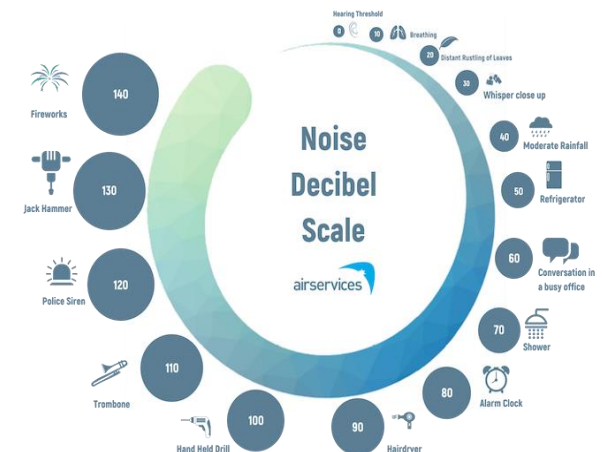 Hearing Threshold
0
10
Breathing
20
Distant Rustling of Leaves
30
Whisper close up
40
Moderate Rainfall
50
Refrigerator
60
Conversation in
a busy office
70
Shower
80
Alarm Clock
90
Hairdryer
100
Hand Held Drill
110
Trombone
120
Police Siren
130
Jack Hammer
140
Fireworks
Noise
Decibel
Scale
airservices